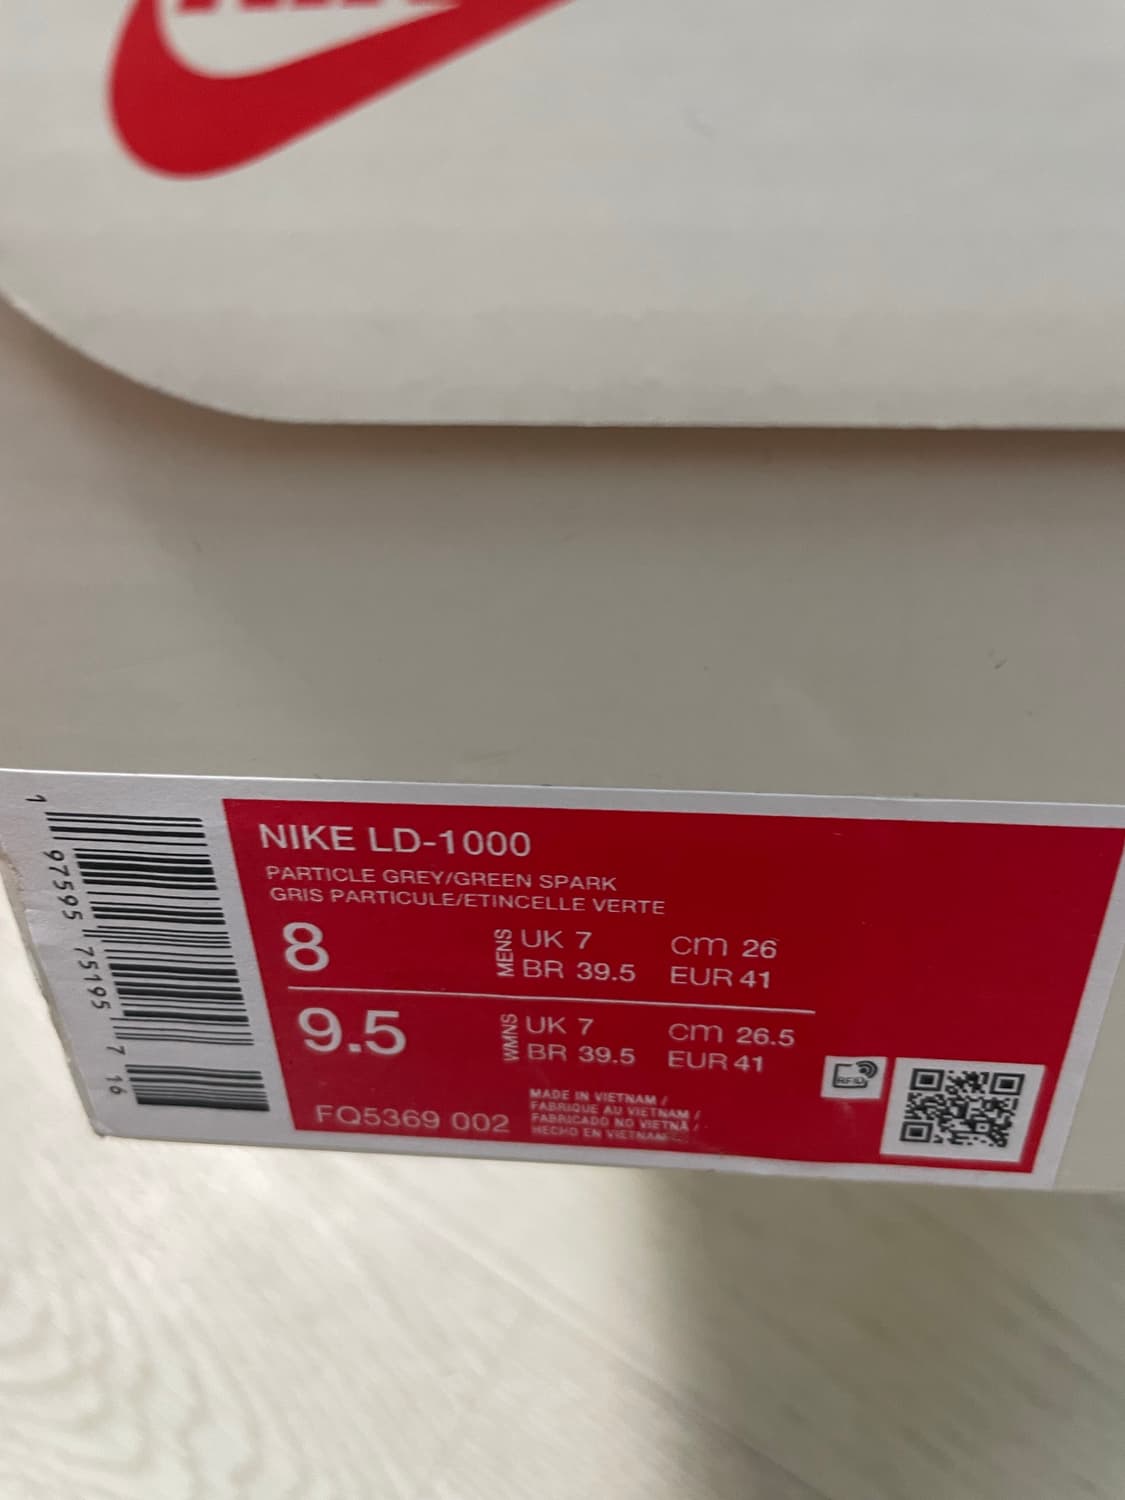 NIKE LD-1000
PARTICLE GREY/GREEN SPARK
GRIS PARTICULE/ETINCELLE VERTE
8
MENS
UK 7
cm 26
BR 39.5
EUR 41
9.5
WMNS
UK 7
cm 26.5
BR 39.5
EUR 41
FQ5369 002
MADE IN VIETNAM /
FABRIQUE AU VIETNAM /
FABRICADO NO VIETNÃ /
HECHO EN VIETNAM
RFID
1 97595 75195 7 16